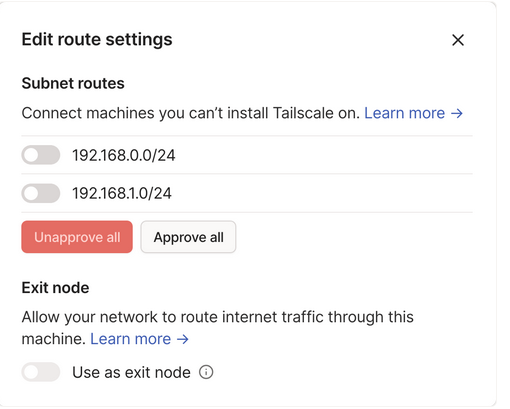 Edit route settings
Subnet routes
Connect machines you can’t install Tailscale on. Learn more →
192.168.0.0/24
192.168.1.0/24
Unapprove all Approve all
Exit node
Allow your network to route internet traffic through this
machine. Learn more →
Use as exit node